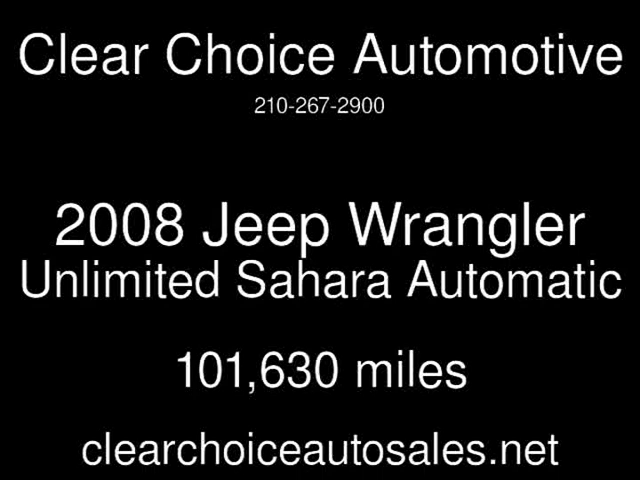 Clear Choice Automotive
210-267-2900
2008 Jeep Wrangler
Unlimited Sahara Automatic
101,630 miles
clearchoiceautosales.net